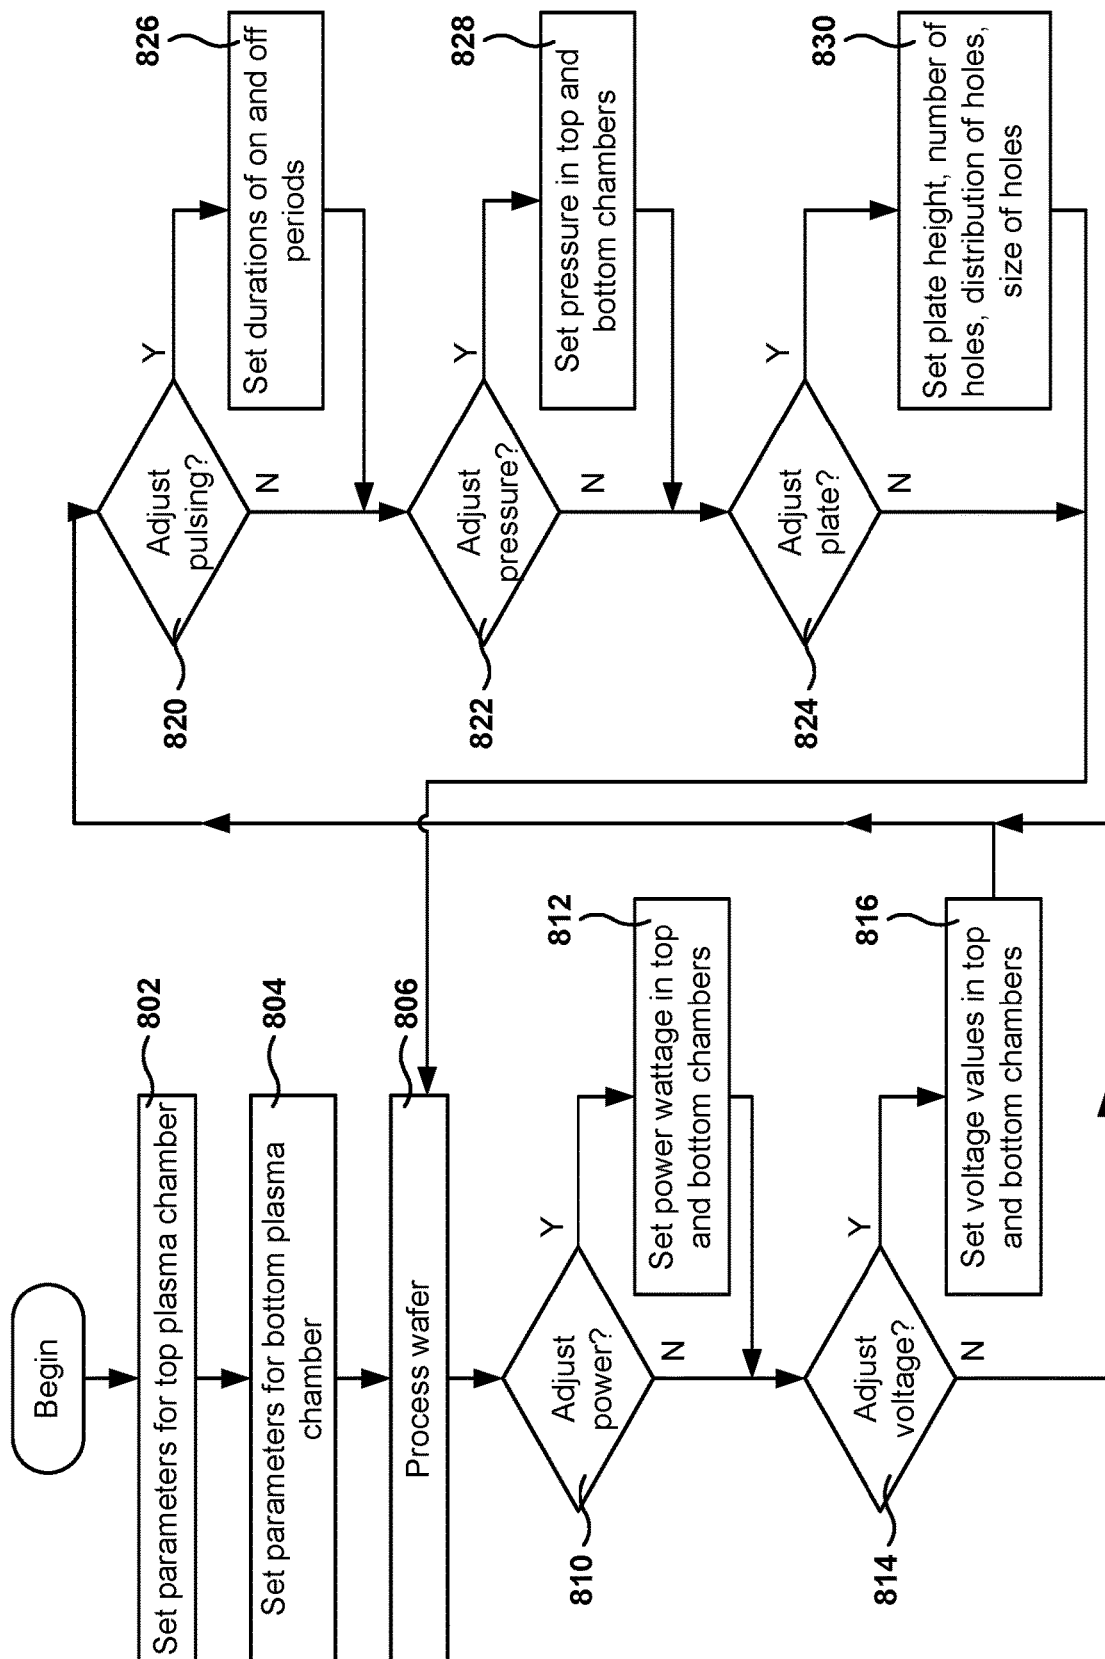 Begin
Set parameters for top plasma chamber
802
Set parameters for bottom plasma
chamber
804
Process wafer
806
Adjust
power?
810
Y
N
Set power wattage in top
and bottom chambers
812
Adjust
voltage?
814
Y
N
Set voltage values in top
and bottom chambers
816
Adjust
pulsing?
820
Y
N
Set durations of on and off
periods
826
Adjust
pressure?
822
Y
N
Set pressure in top and
bottom chambers
828
Adjust
plate?
824
Y
N
Set plate height, number of
holes, distribution of holes,
size of holes
830